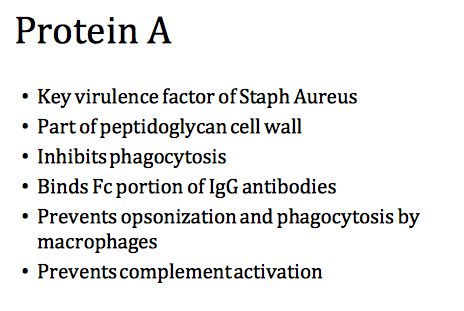 Protein A
• Key virulence factor of Staph Aureus
• Part of peptidoglycan cell wall
• Inhibits phagocytosis
• Binds Fc portion of IgG antibodies
• Prevents opsonization and phagocytosis by
macrophages
• Prevents complement activation